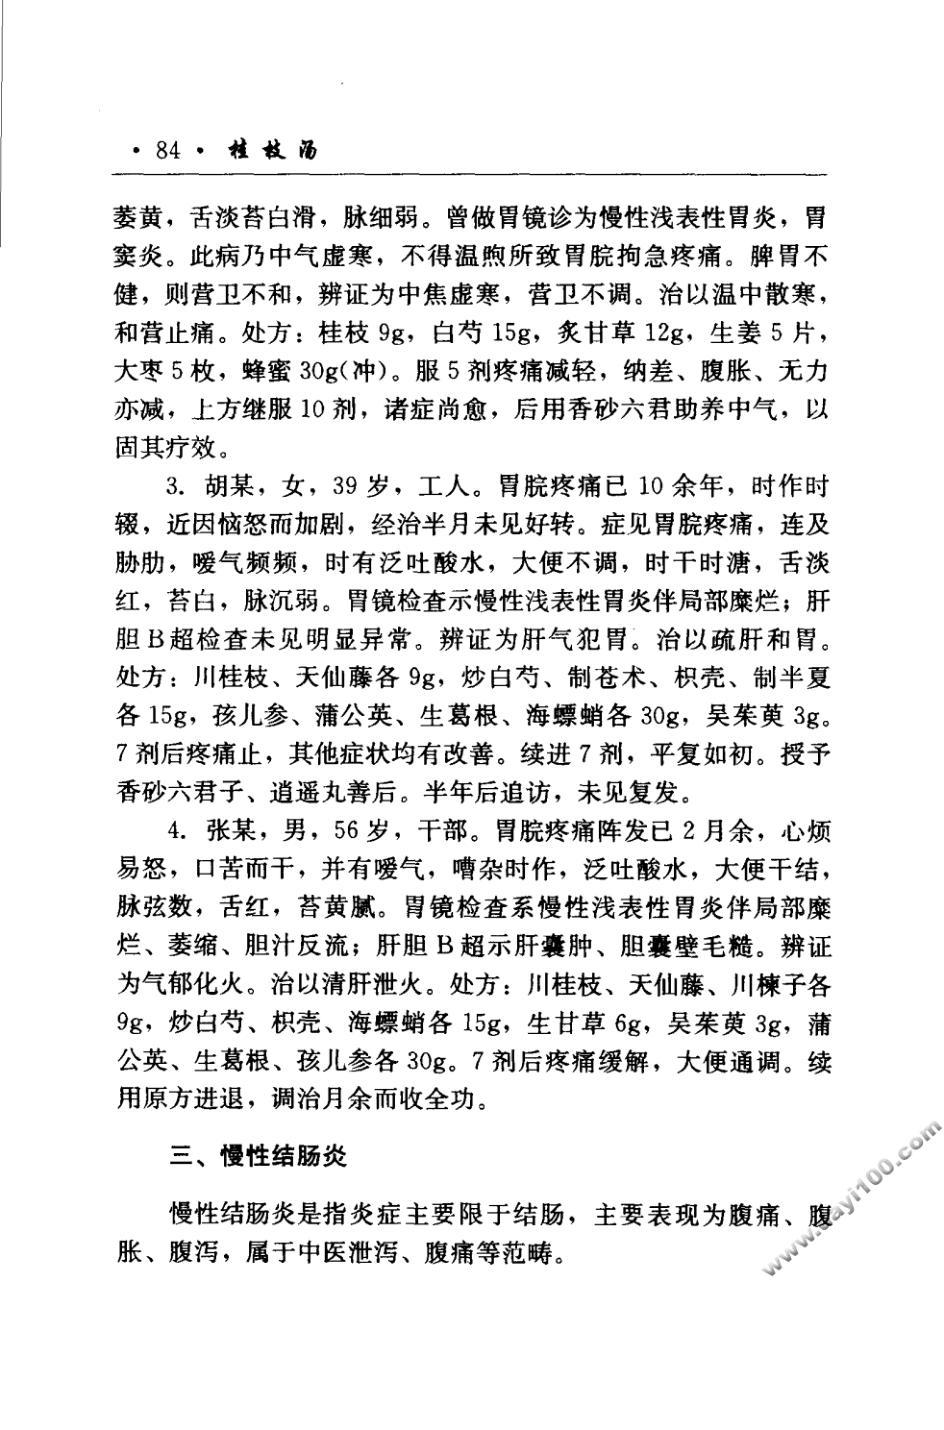 ·84· 桂枝汤
萎黄，舌淡苔白滑，脉细弱。曾做胃镜诊为慢性浅表性胃炎，胃
窦炎。此病乃中气虚寒，不得温煦所致胃脘拘急疼痛。脾胃不
健，则营卫不和，辨证为中焦虚寒，营卫不调。治以温中散寒，
和营止痛。处方：桂枝 9g，白芍 15g，炙甘草 12g，生姜 5 片，
大枣 5 枚，蜂蜜 30g(冲)。服 5 剂疼痛减轻，纳差、腹胀、无力
亦减，上方继服 10 剂，诸症尚愈，后用香砂六君助养中气，以
固其疗效。
3. 胡某，女，39 岁，工人。胃脘疼痛已 10 余年，时作时
辍，近因恼怒而加剧，经治半月未见好转。症见胃脘疼痛，连及
胁肋，嗳气频频，时有泛吐酸水，大便不调，时干时溏，舌淡
红，苔白，脉沉弱。胃镜检查示慢性浅表性胃炎伴局部糜烂；肝
胆 B 超检查未见明显异常。辨证为肝气犯胃。治以疏肝和胃。
处方：川桂枝、天仙藤各 9g，炒白芍、制苍术、枳壳、制半夏
各 15g，孩儿参、蒲公英、生葛根、海螵蛸各 30g，吴茱萸 3g。
7 剂后疼痛止，其他症状均有改善。续进 7 剂，平复如初。授予
香砂六君子、逍遥丸善后。半年后追访，未见复发。
4. 张某，男，56 岁，干部。胃脘疼痛阵发已 2 月余，心烦
易怒，口苦而干，并有嗳气，嘈杂时作，泛吐酸水，大便干结，
脉弦数，舌红，苔黄腻。胃镜检查系慢性浅表性胃炎伴局部糜
烂、萎缩、胆汁反流；肝胆 B 超示肝囊肿、胆囊壁毛糙。辨证
为气郁化火。治以清肝泄火。处方：川桂枝、天仙藤、川楝子各
9g，炒白芍、枳壳、海螵蛸各 15g，生甘草 6g，吴茱萸 3g，蒲
公英、生葛根、孩儿参各 30g。7 剂后疼痛缓解，大便通调。续
用原方进退，调治月余而收全功。
三、慢性结肠炎
慢性结肠炎是指炎症主要限于结肠，主要表现为腹痛、腹
胀、腹泻，属于中医泄泻、腹痛等范畴。
www.dayi100.com